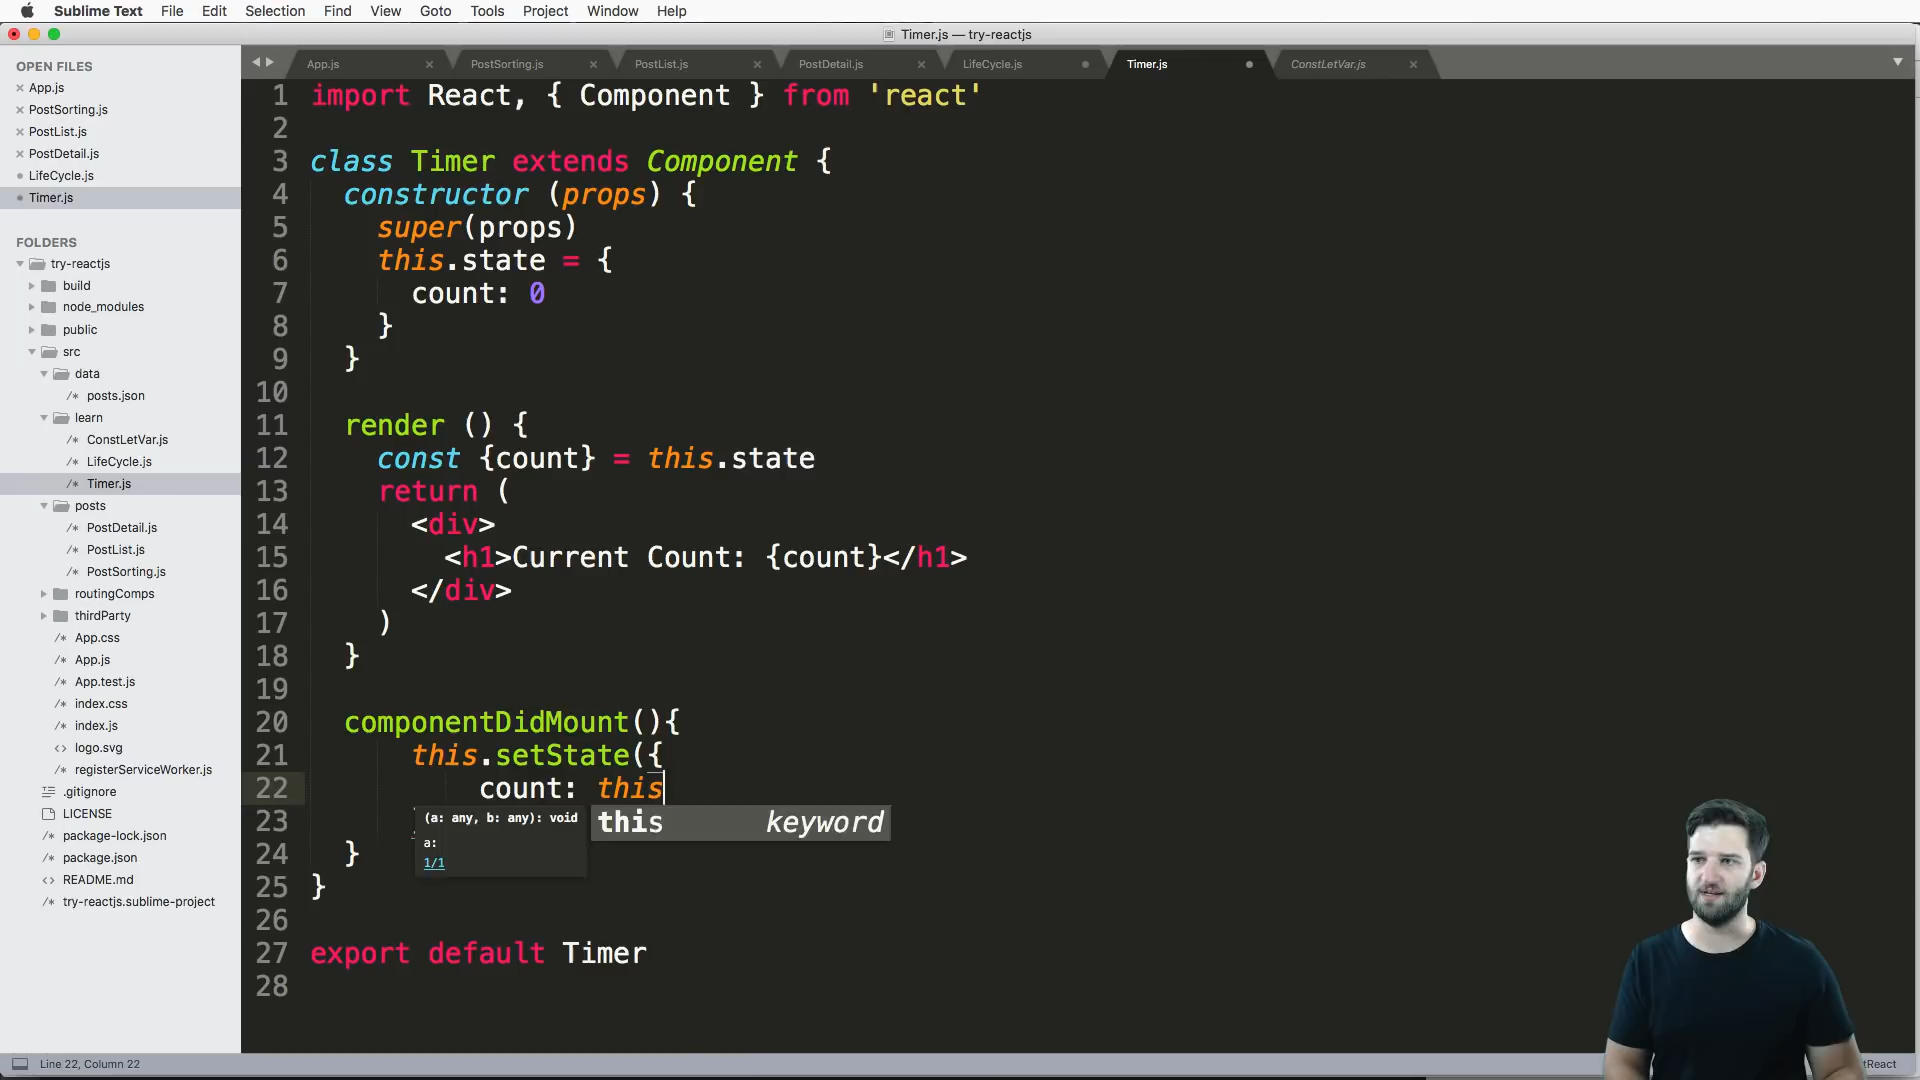 Sublime Text File Edit Selection Find View Goto Tools Project Window Help
Timer.js — try-reactjs
OPEN FILES
App.js
PostSorting.js
PostList.js
PostDetail.js
LifeCycle.js
Timer.js
FOLDERS
try-reactjs
build
node_modules
public
src
data
posts.json
learn
ConstLetVar.js
LifeCycle.js
Timer.js
posts
PostDetail.js
PostList.js
PostSorting.js
routingComps
thirdParty
App.css
App.js
App.test.js
index.css
index.js
logo.svg
registerServiceWorker.js
.gitignore
LICENSE
package-lock.json
package.json
README.md
try-reactjs.sublime-project
App.js PostSorting.js PostList.js PostDetail.js LifeCycle.js Timer.js ConstLetVar.js
1 import React, { Component } from 'react'
2
3 class Timer extends Component {
4 constructor (props) {
5 super(props)
6 this.state = {
7 count: 0
8 }
9 }
10
11 render () {
12 const {count} = this.state
13 return (
14 <div>
15 <h1>Current Count: {count}</h1>
16 </div>
17 )
18 }
19
20 componentDidMount(){
21 this.setState({
22 count: this
23
24 }
25 }
26
27 export default Timer
28
(a: any, b: any): void
a:
1/1
this keyword
Line 22, Column 22